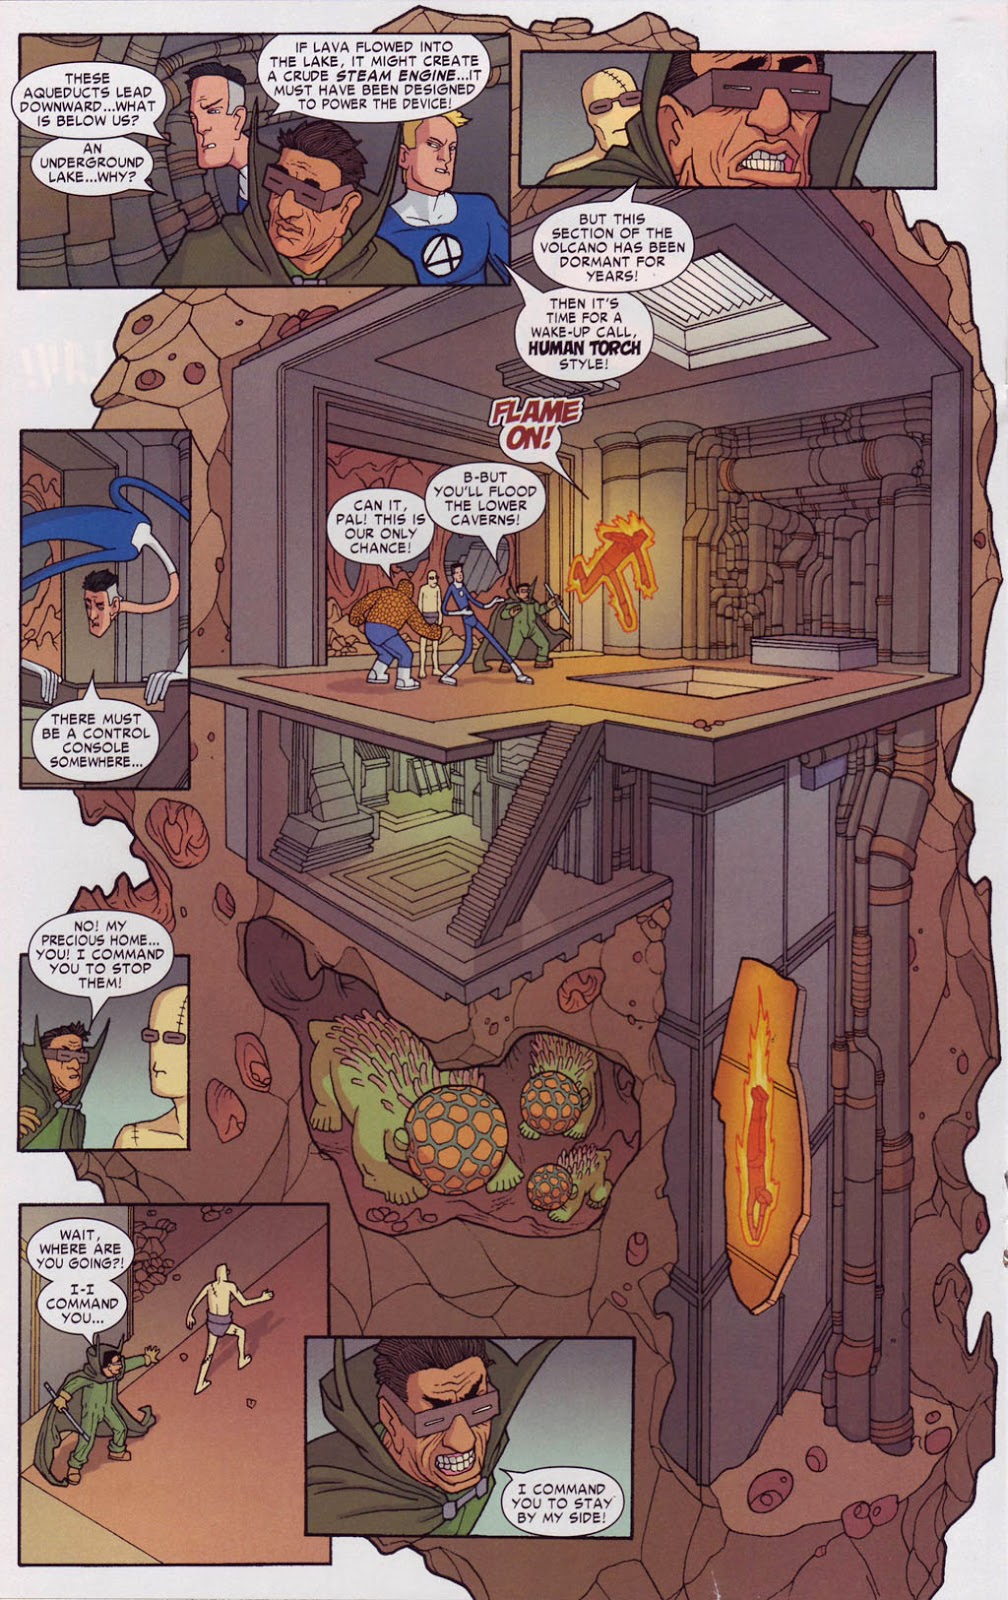 THESE
AQUEDUCTS LEAD
DOWNWARD...WHAT
IS BELOW US?
AN
UNDERGROUND
LAKE...WHY?
IF LAVA FLOWED INTO
THE LAKE, IT MIGHT CREATE
A CRUDE STEAM ENGINE...IT
MUST HAVE BEEN DESIGNED
TO POWER THE DEVICE!
4
BUT THIS
SECTION OF THE
VOLCANO HAS BEEN
DORMANT FOR
YEARS!
THEN IT'S
TIME FOR A
WAKE-UP CALL,
HUMAN TORCH
STYLE!
FLAME
ON!
B-BUT
YOU'LL FLOOD
THE LOWER
CAVERNS!
CAN IT,
PAL! THIS IS
OUR ONLY
CHANCE!
THERE MUST
BE A CONTROL
CONSOLE
SOMEWHERE...
NO! MY
PRECIOUS HOME...
YOU! I COMMAND
YOU TO STOP
THEM!
WAIT,
WHERE ARE
YOU GOING?!
I-I
COMMAND
YOU...
I COMMAND
YOU TO STAY
BY MY SIDE!